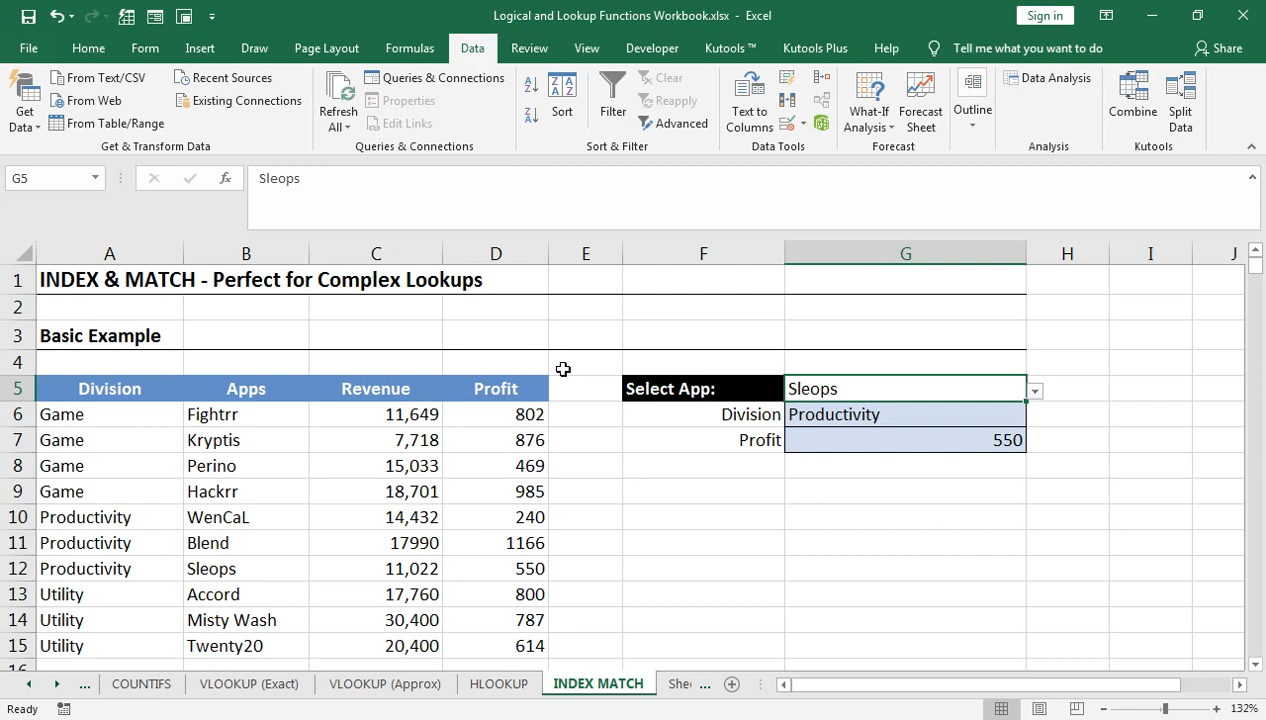 Logical and Lookup Functions Workbook.xlsx - Excel
Sign in
File Home Form Insert Draw Page Layout Formulas Data Review View Developer Kutools ™ Kutools Plus Help Tell me what you want to do Share
Get Data
From Text/CSV
From Web
From Table/Range
Recent Sources
Existing Connections
Get & Transform Data
Refresh All
Queries & Connections
Properties
Edit Links
Queries & Connections
Sort
Filter
Clear
Reapply
Advanced
Sort & Filter
Text to Columns
Data Tools
What-If Analysis
Forecast Sheet
Forecast
Outline
Data Analysis
Analysis
Combine
Split Data
Kutools
G5 fx Sleops
A B C D E F G H I J
1 INDEX & MATCH - Perfect for Complex Lookups
2
3 Basic Example
4
5 Division Apps Revenue Profit Select App: Sleops
6 Game Fightrr 11,649 802 Division Productivity
7 Game Kryptis 7,718 876 Profit 550
8 Game Perino 15,033 469
9 Game Hackrr 18,701 985
10 Productivity WenCaL 14,432 240
11 Productivity Blend 17990 1166
12 Productivity Sleops 11,022 550
13 Utility Accord 17,760 800
14 Utility Misty Wash 30,400 787
15 Utility Twenty20 20,400 614
16
... COUNTIFS VLOOKUP (Exact) VLOOKUP (Approx) HLOOKUP INDEX MATCH Shee ...
Ready 132%